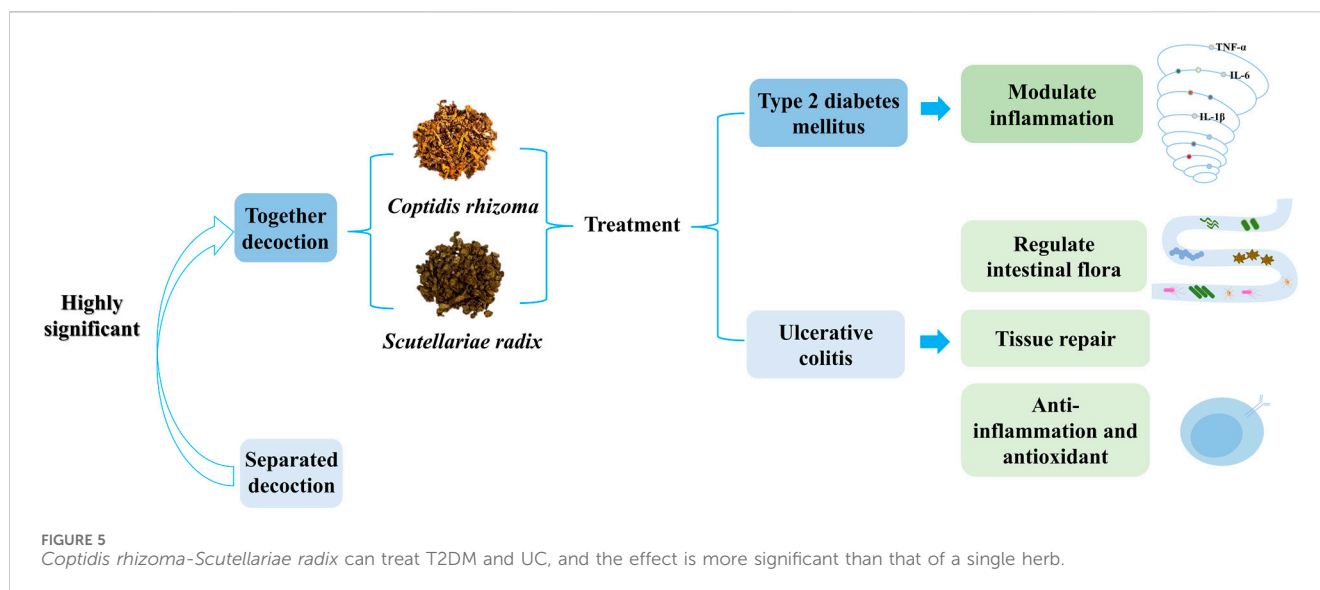 Highly
significant
Together
decoction
Separated
decoction
Coptidis rhizoma
Scutellariae radix
Treatment
Type 2 diabetes
mellitus
Ulcerative
colitis
Modulate
inflammation
Regulate
intestinal flora
Tissue repair
Anti-
inflammation and
antioxidant
TNF-α
IL-6
IL-1β
FIGURE 5
Coptidis rhizoma-Scutellariae radix can treat T2DM and UC, and the effect is more significant than that of a single herb.